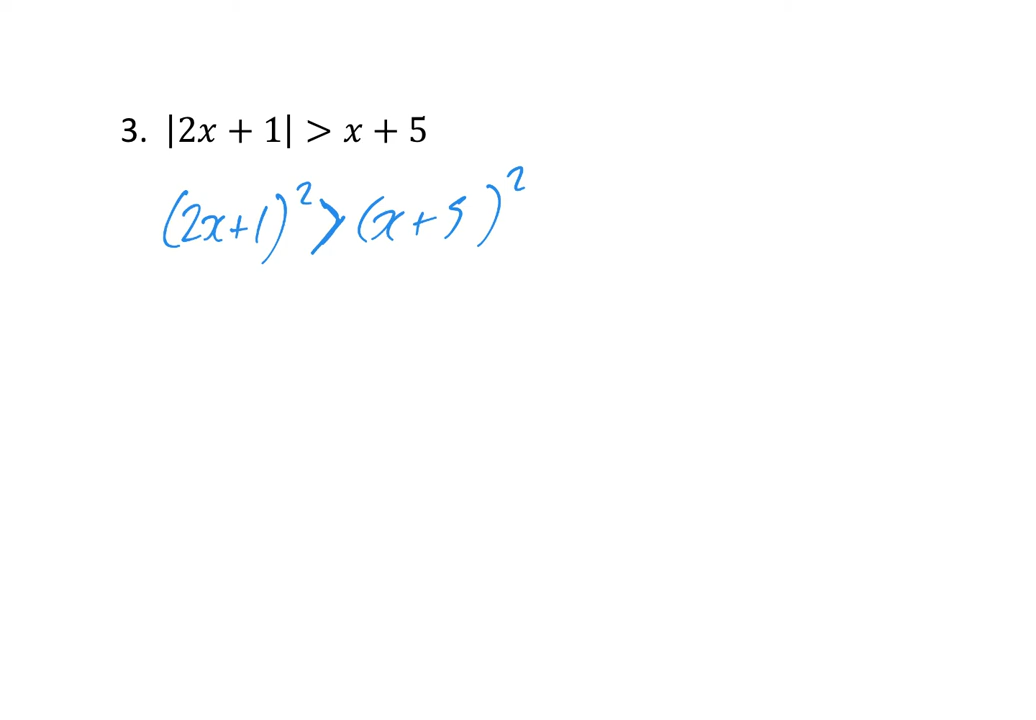 3. |2x + 1| > x + 5
(2x+1)² > (x+5)²